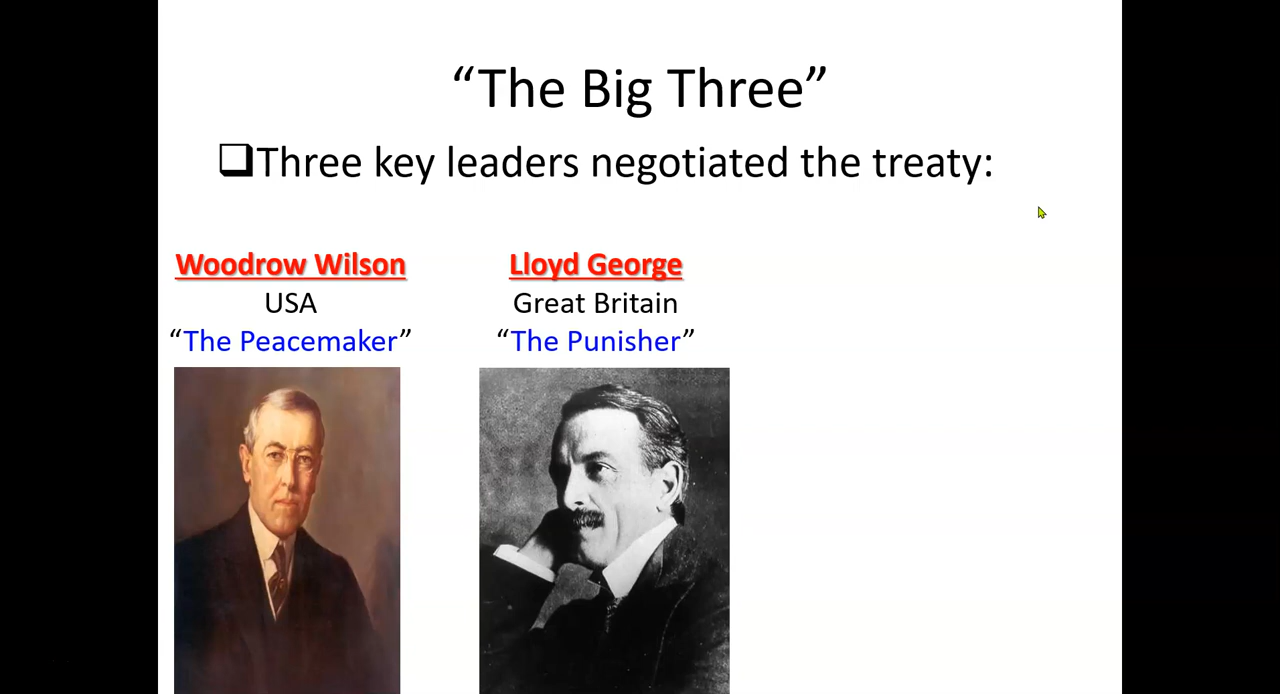 “The Big Three”
❑Three key leaders negotiated the treaty:
Woodrow Wilson
USA
“The Peacemaker”
Lloyd George
Great Britain
“The Punisher”